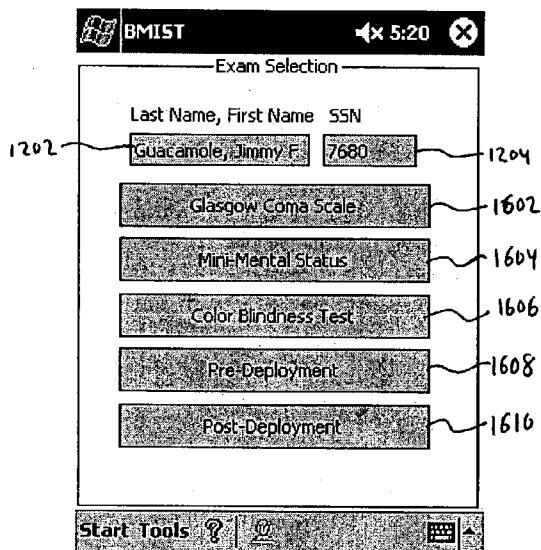 BMIST 5:20
Exam Selection
Last Name, First Name SSN
1202 Guacamole, Jimmy F 7680 1204
Glasgow Coma Scale 1602
Mini-Mental Status 1604
Color Blindness Test 1606
Pre-Deployment 1608
Post-Deployment 1610
Start Tools ?